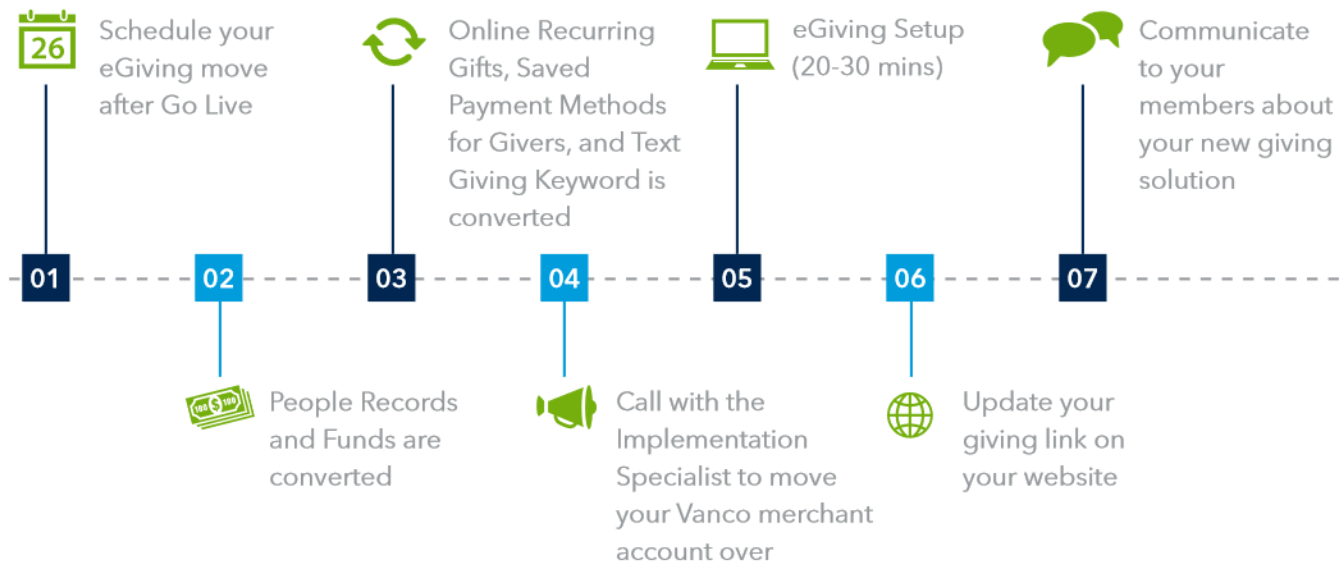 26
Schedule your
eGiving move
after Go Live
01
100 $ 100
People Records
and Funds are
converted
02
Online Recurring
Gifts, Saved
Payment Methods
for Givers, and Text
Giving Keyword is
converted
03
Call with the
Implementation
Specialist to move
your Vanco merchant
account over
04
eGiving Setup
(20-30 mins)
05
Update your
giving link on
your website
06
Communicate
to your
members about
your new giving
solution
07